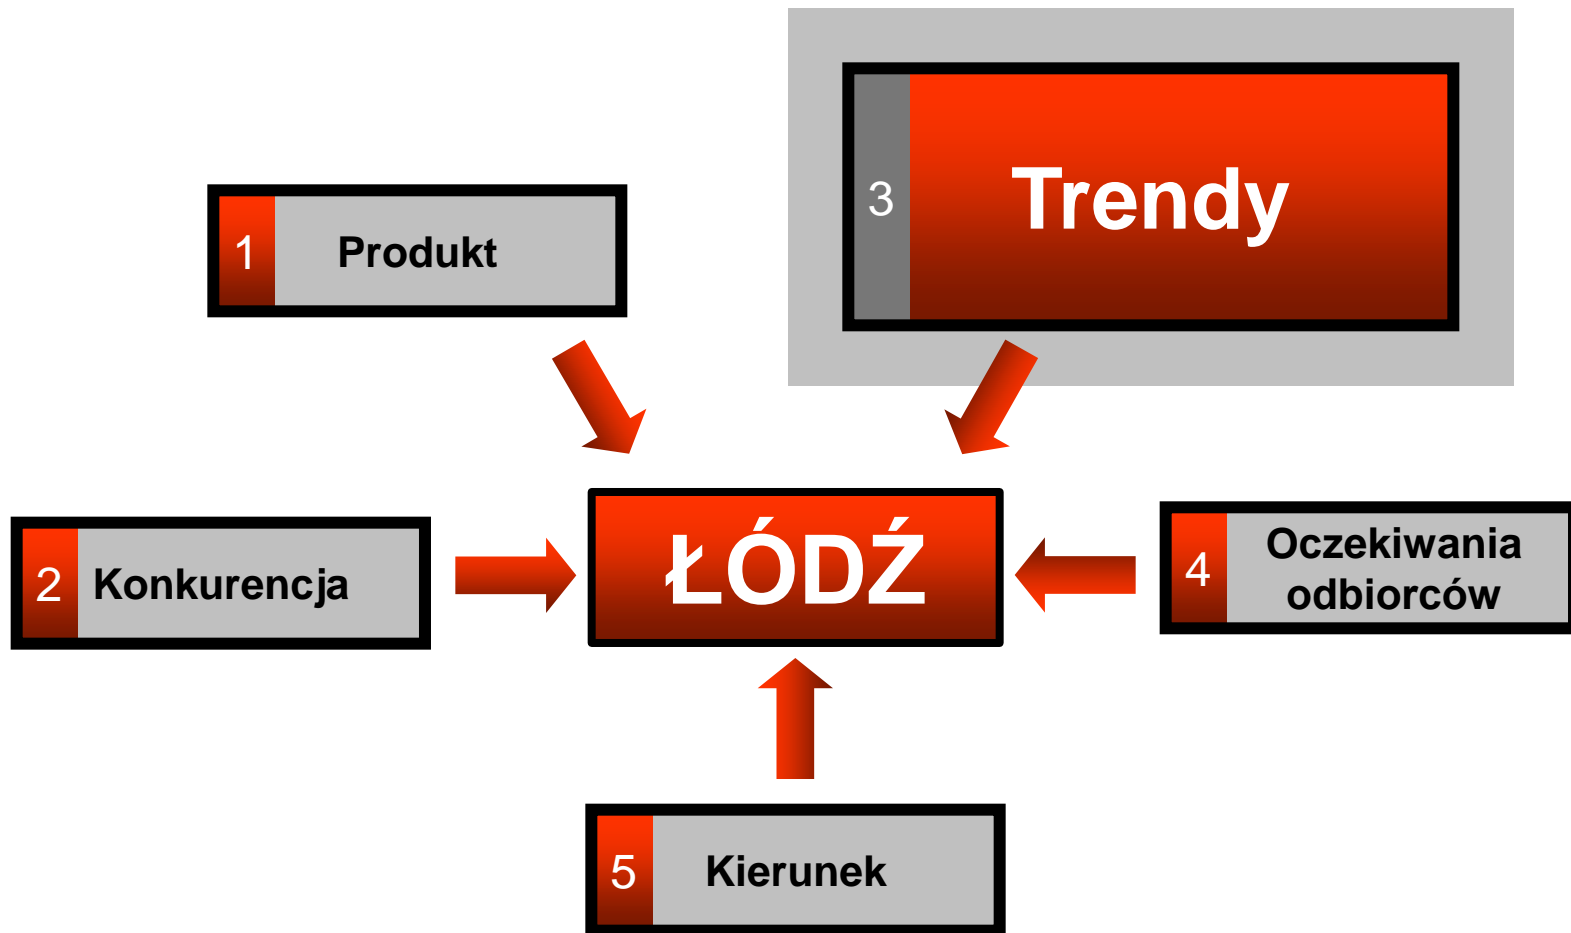 1 Produkt
3 Trendy
2 Konkurencja
ŁÓDŹ
4 Oczekiwania
odbiorców
5 Kierunek